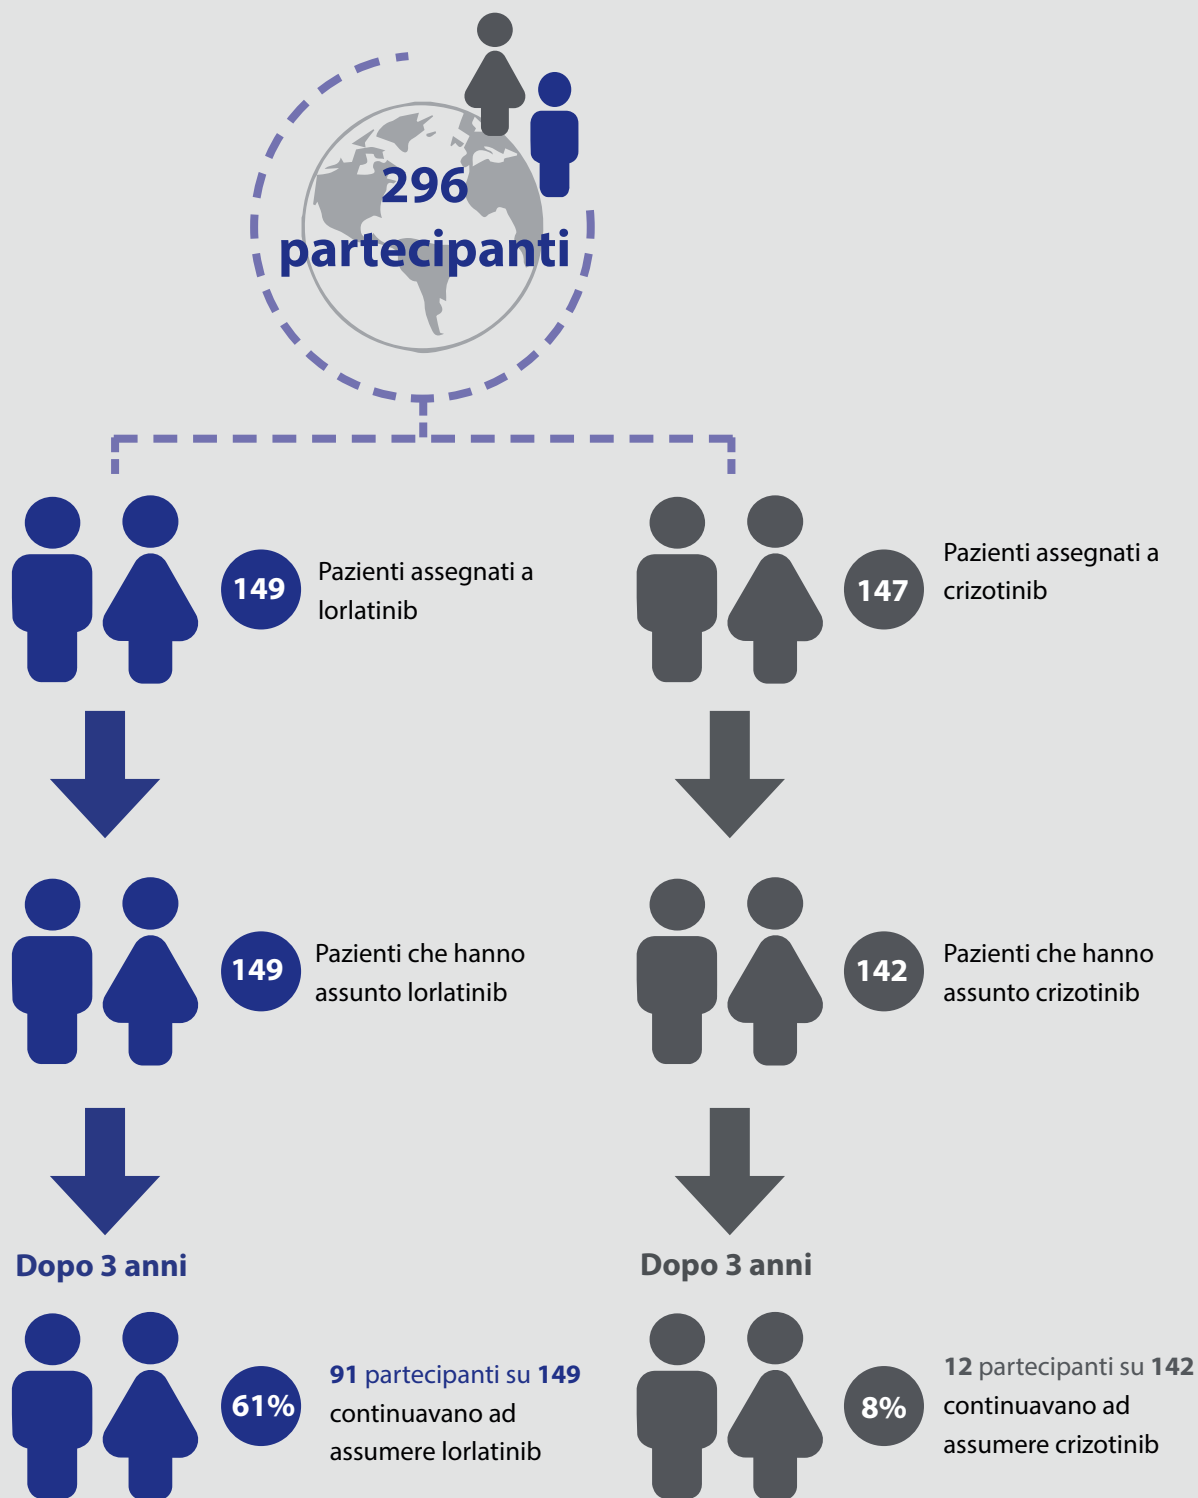 296
partecipanti
149
Pazienti assegnati a
lorlatinib
147
Pazienti assegnati a
crizotinib
149
Pazienti che hanno
assunto lorlatinib
142
Pazienti che hanno
assunto crizotinib
Dopo 3 anni
61%
91 partecipanti su 149
continuavano ad
assumere lorlatinib
Dopo 3 anni
8%
12 partecipanti su 142
continuavano ad
assumere crizotinib